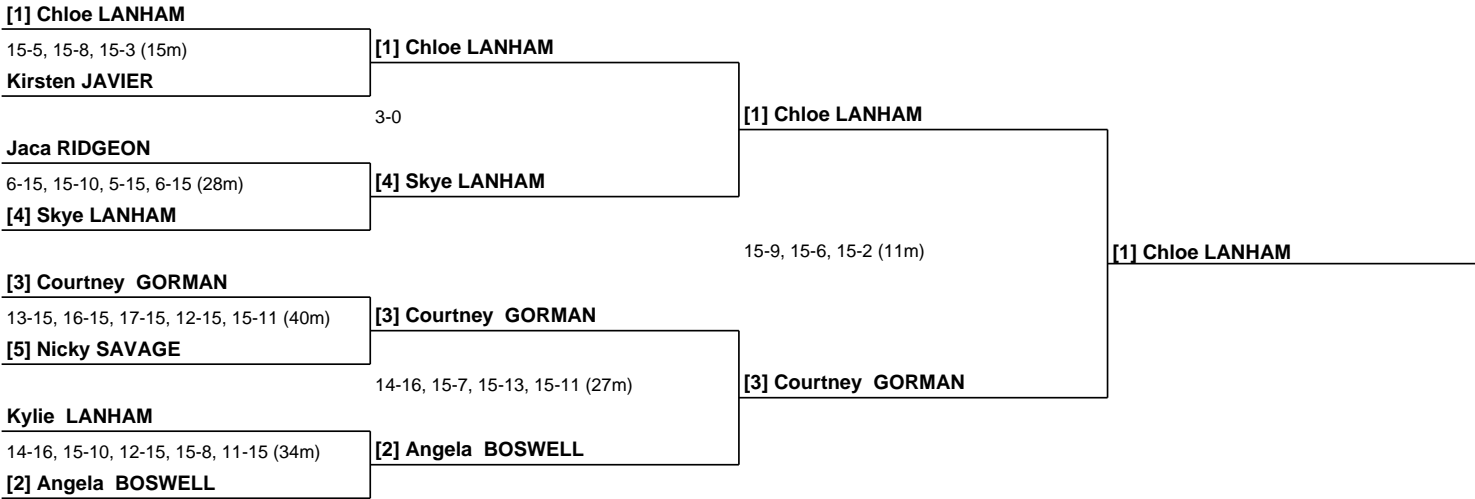 [1] Chloe LANHAM
15-5, 15-8, 15-3 (15m)
Kirsten JAVIER
Jaca RIDGEON
6-15, 15-10, 5-15, 6-15 (28m)
[4] Skye LANHAM
[3] Courtney  GORMAN
13-15, 16-15, 17-15, 12-15, 15-11 (40m)
[5] Nicky SAVAGE
Kylie  LANHAM
14-16, 15-10, 12-15, 15-8, 11-15 (34m)
[2] Angela  BOSWELL
[1] Chloe LANHAM
3-0
[4] Skye LANHAM
[3] Courtney  GORMAN
14-16, 15-7, 15-13, 15-11 (27m)
[2] Angela  BOSWELL
[1] Chloe LANHAM
15-9, 15-6, 15-2 (11m)
[3] Courtney  GORMAN
[1] Chloe LANHAM